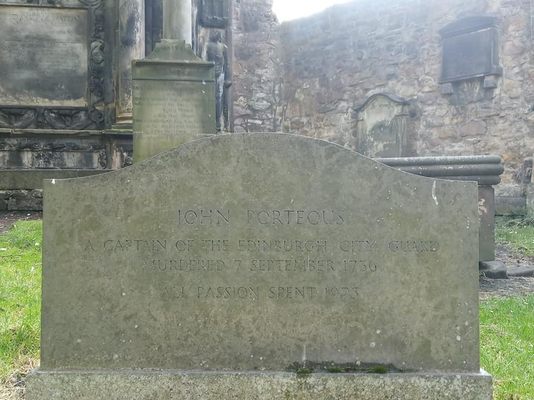 JOHN PORTEOUS
A CAPTAIN OF THE EDINBURGH CITY GUARD
MURDERED 7 SEPTEMBER 1736
ALL PASSION SPENT 1973